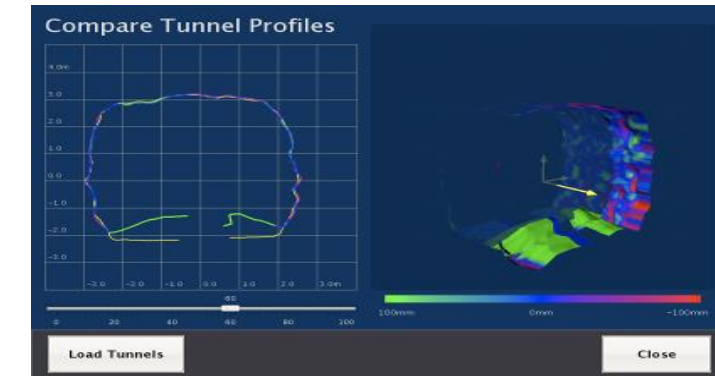 Compare Tunnel Profiles
4.0m
3.0
2.0
1.0
0.0
-1.0
-2.0
-3.0
-3.0 -2.0 -1.0 0.0 1.0 2.0 3.0m
60
0 20 40 60 80 100
100mm 0mm -100mm
Load Tunnels Close